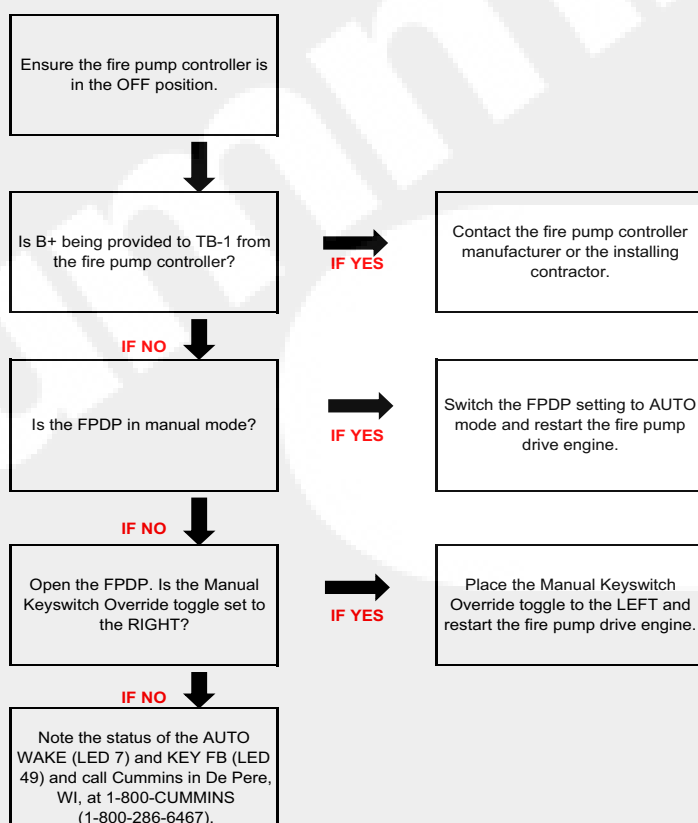 Ensure the fire pump controller is
in the OFF position.
Is B+ being provided to TB-1 from
the fire pump controller?
IF YES
Contact the fire pump controller
manufacturer or the installing
contractor.
IF NO
Is the FPDP in manual mode?
IF YES
Switch the FPDP setting to AUTO
mode and restart the fire pump
drive engine.
IF NO
Open the FPDP. Is the Manual
Keyswitch Override toggle set to
the RIGHT?
IF YES
Place the Manual Keyswitch
Override toggle to the LEFT and
restart the fire pump drive engine.
IF NO
Note the status of the AUTO
WAKE (LED 7) and KEY FB (LED
49) and call Cummins in De Pere,
WI, at 1-800-CUMMINS
(1-800-286-6467).